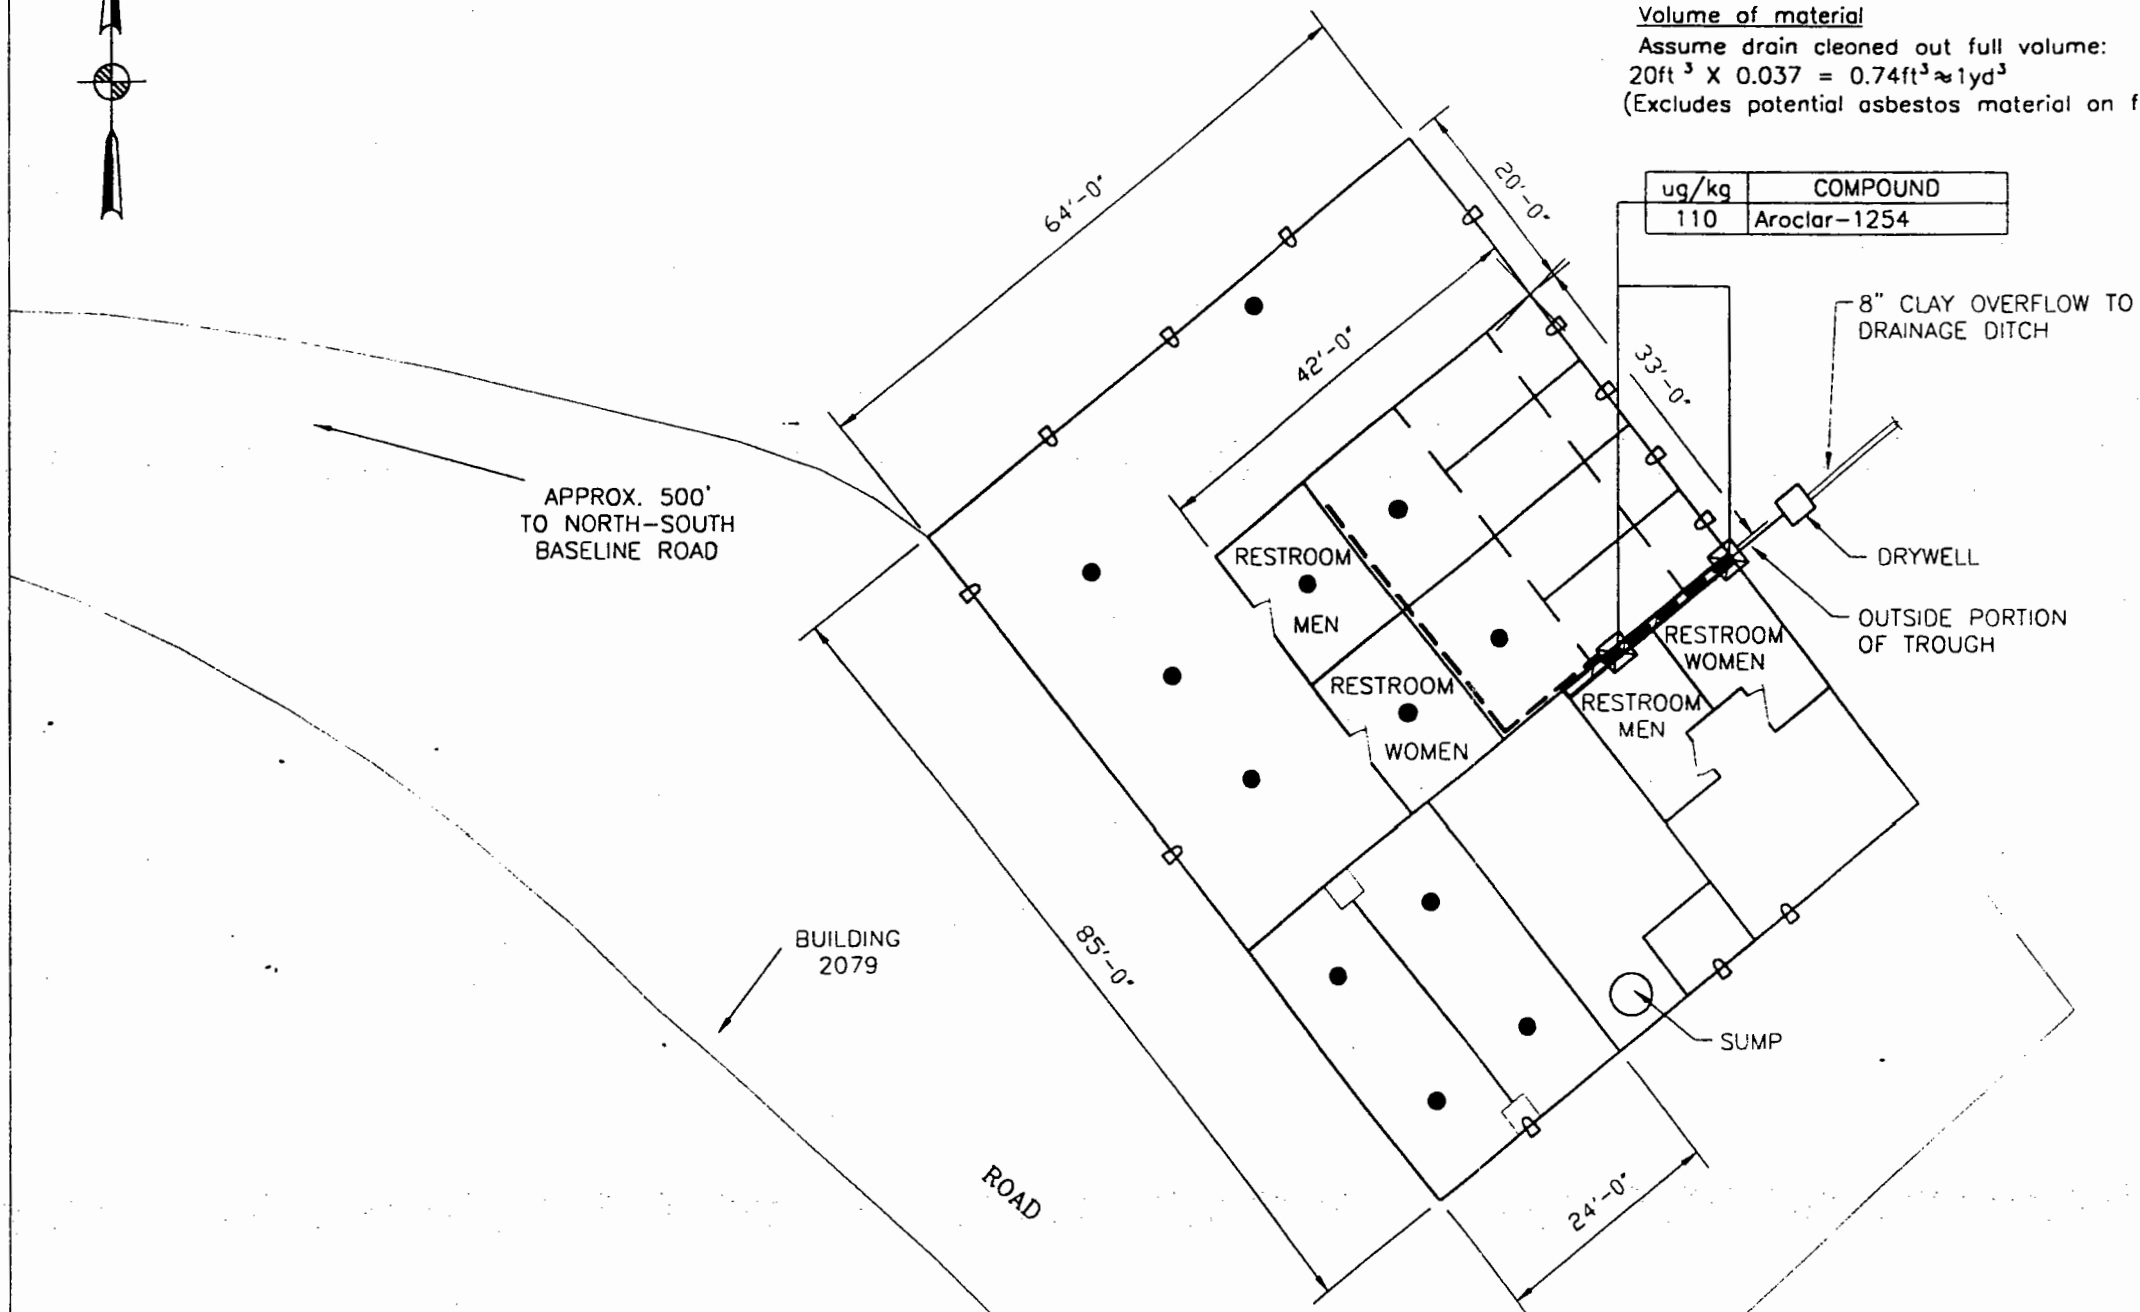 Volume of material
Assume drain cleaned out full volume:
20ft³ X 0.037 = 0.74ft³≈1yd³
(Excludes potential asbestos material on f
ug/kg COMPOUND
110 Aroclar-1254
64'-0"
20'-0"
42'-0"
33'-0"
8" CLAY OVERFLOW TO
DRAINAGE DITCH
APPROX. 500'
TO NORTH-SOUTH
BASELINE ROAD
RESTROOM
MEN
RESTROOM
WOMEN
RESTROOM
WOMEN
RESTROOM
MEN
DRYWELL
OUTSIDE PORTION
OF TROUGH
BUILDING
2079
85'-0"
SUMP
ROAD
24'-0"